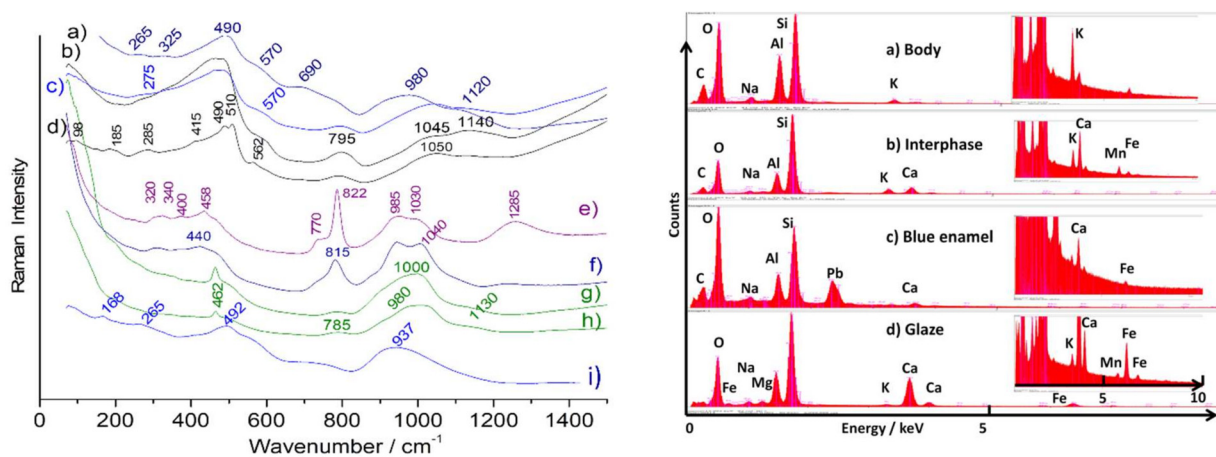 a)
b)
c)
d)
265
325
490
570
690
980
1120
275
570
98
185
285
415
490
510
562
795
1045
1140
1050
320
340
400
458
770
822
985
1030
1040
1285
e)
440
815
f)
462
1000
g)
785
980
1130
h)
168
265
492
937
i)
Raman Intensity
0 200 400 600 800 1000 1200 1400
Wavenumber / cm-1
Counts
a) Body
C O Na Al Si K
K
b) Interphase
C O Na Al Si K Ca
K Ca Mn Fe
c) Blue enamel
C O Na Al Si Pb
Ca Fe
d) Glaze
O Fe Na Mg Al Si K Ca Ca Fe
K Ca Mn Fe Fe
5 10
0 5
Energy / keV